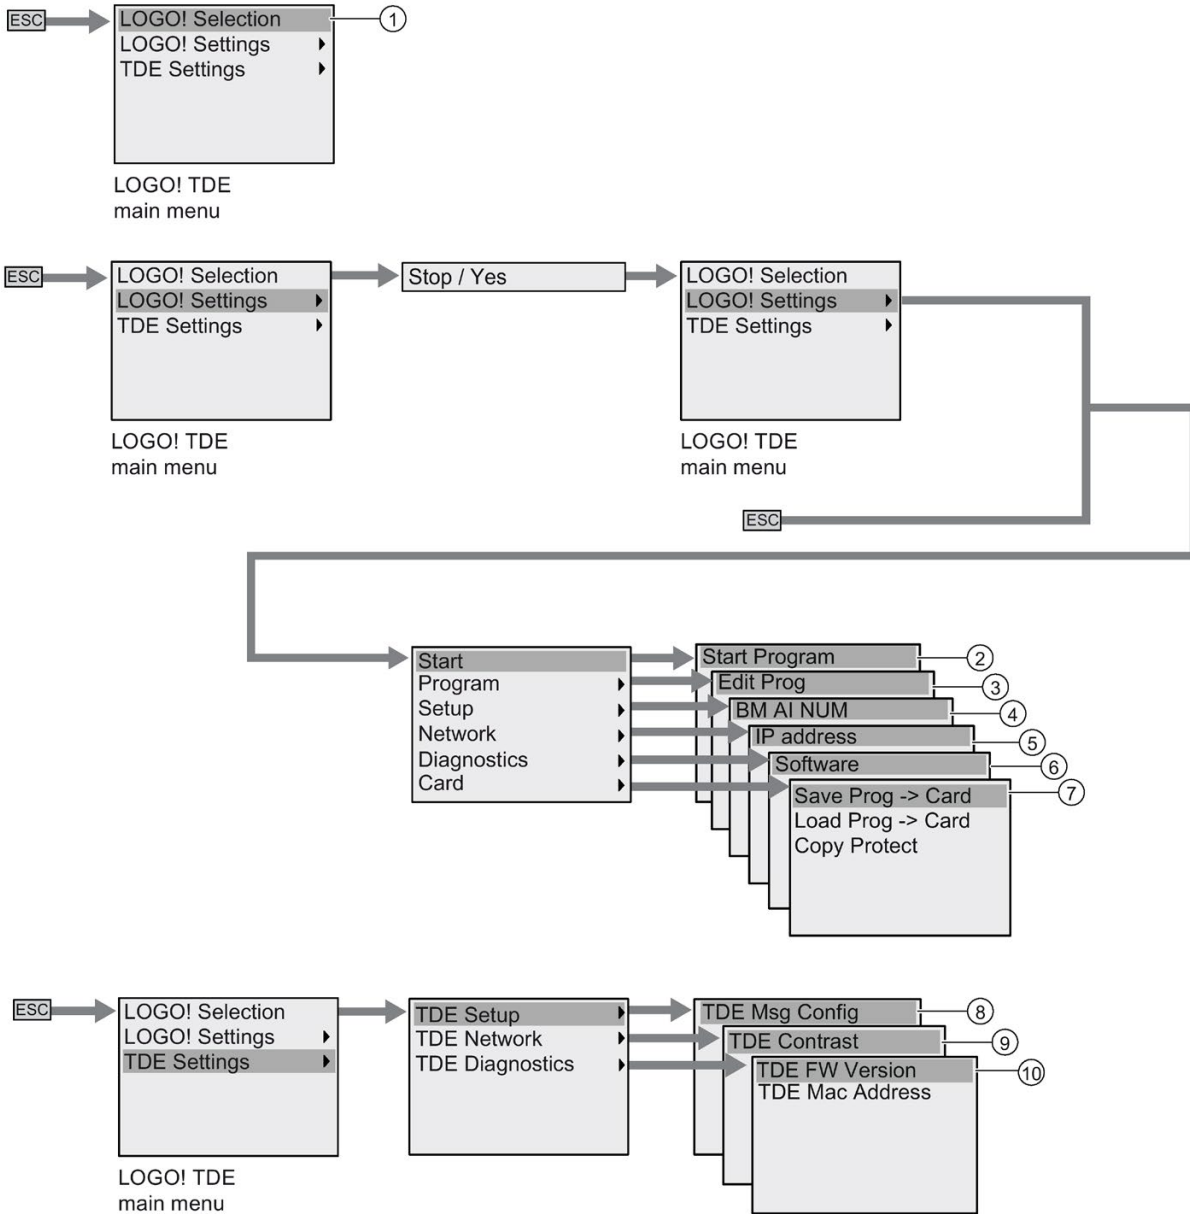 ESC
LOGO! Selection
1
LOGO! Settings
TDE Settings
LOGO! TDE
main menu
ESC
LOGO! Selection
LOGO! Settings
TDE Settings
LOGO! TDE
main menu
Stop / Yes
LOGO! Selection
LOGO! Settings
TDE Settings
LOGO! TDE
main menu
ESC
Start
Program
Setup
Network
Diagnostics
Card
Start Program
2
Edit Prog
3
BM AI NUM
4
IP address
5
Software
6
Save Prog -> Card
7
Load Prog -> Card
Copy Protect
ESC
LOGO! Selection
LOGO! Settings
TDE Settings
LOGO! TDE
main menu
TDE Setup
TDE Network
TDE Diagnostics
TDE Msg Config
8
TDE Contrast
9
TDE FW Version
10
TDE Mac Address